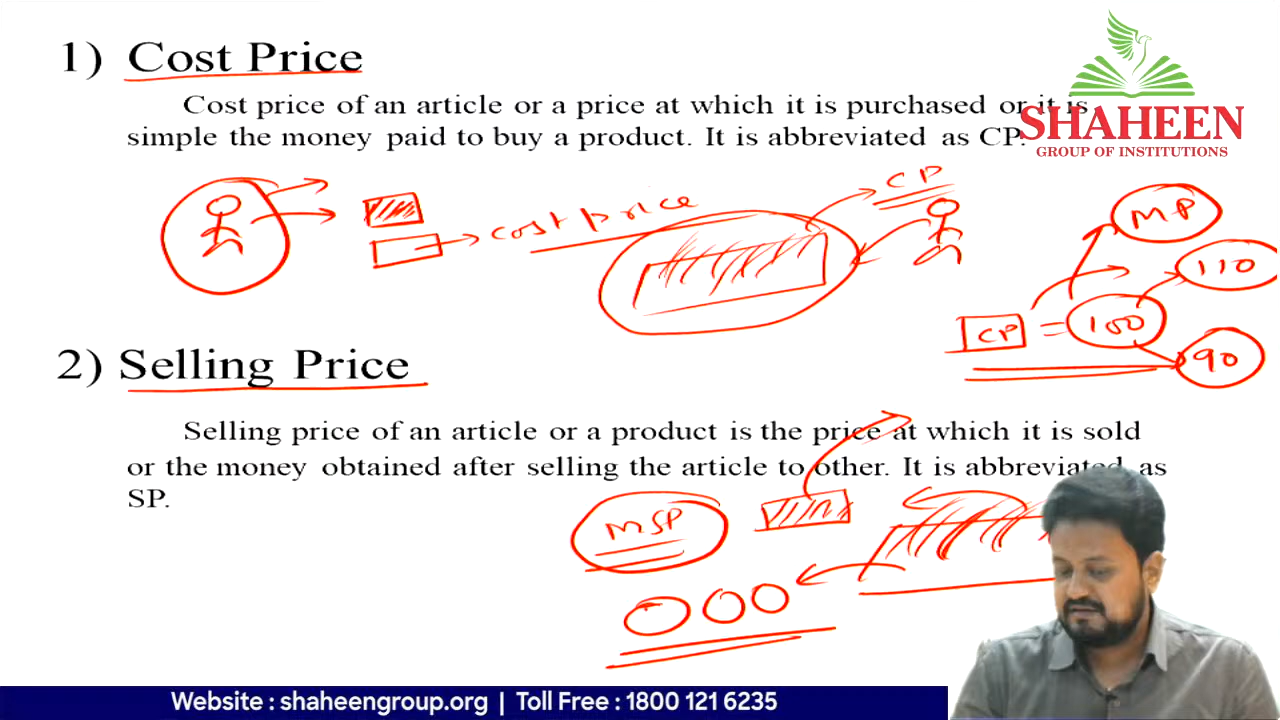 1) Cost Price
Cost price of an article or a price at which it is purchased or it is
simple the money paid to buy a product. It is abbreviated as CP.
SHAHEEN
GROUP OF INSTITUTIONS
cost price
CP
MP
110
CP = 100
90
2) Selling Price
Selling price of an article or a product is the price at which it is sold
or the money obtained after selling the article to other. It is abbreviated as
SP.
MSP
Website : shaheengroup.org | Toll Free : 1800 121 6235